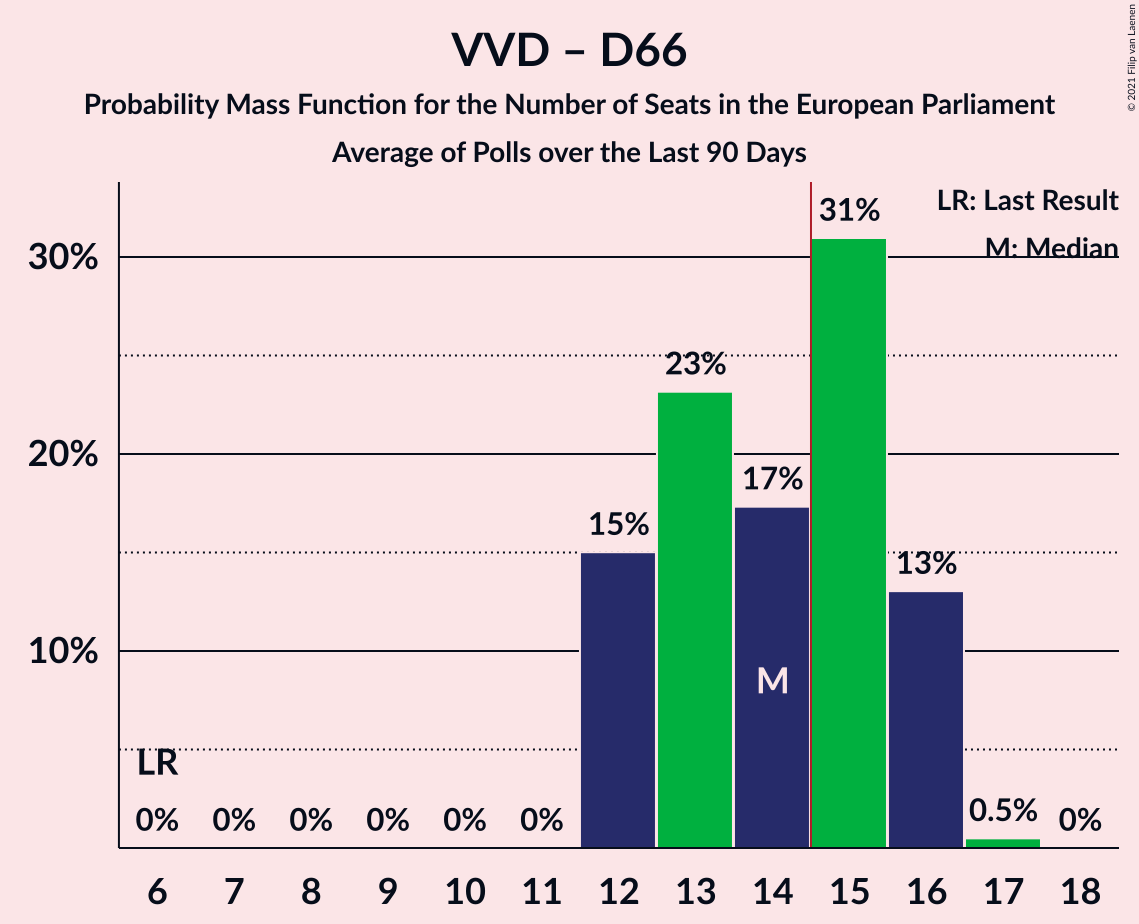 VVD – D66
Probability Mass Function for the Number of Seats in the European Parliament
Average of Polls over the Last 90 Days
© 2021 Filip van Laenen
LR: Last Result
M: Median
30%
20%
10%
31%
23%
17%
15%
13%
M
LR
0% 0% 0% 0% 0% 0% 0.5% 0%
6 7 8 9 10 11 12 13 14 15 16 17 18